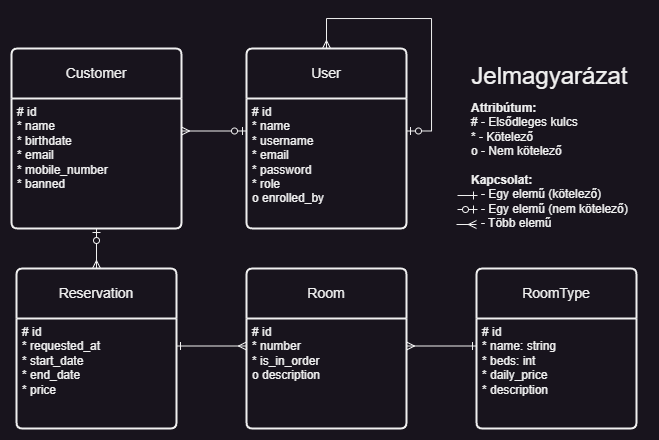 Customer
# id
* name
* birthdate
* email
* mobile_number
* banned
User
# id
* name
* username
* email
* password
* role
o enrolled_by
Jelmagyarázat
Attribútum:
# - Elsődleges kulcs
* - Kötelező
o - Nem kötelező
Kapcsolat:
- Egy elemű (kötelező)
- Egy elemű (nem kötelező)
- Több elemű
Reservation
# id
* requested_at
* start_date
* end_date
* price
Room
# id
* number
* is_in_order
o description
RoomType
# id
* name: string
* beds: int
* daily_price
* description